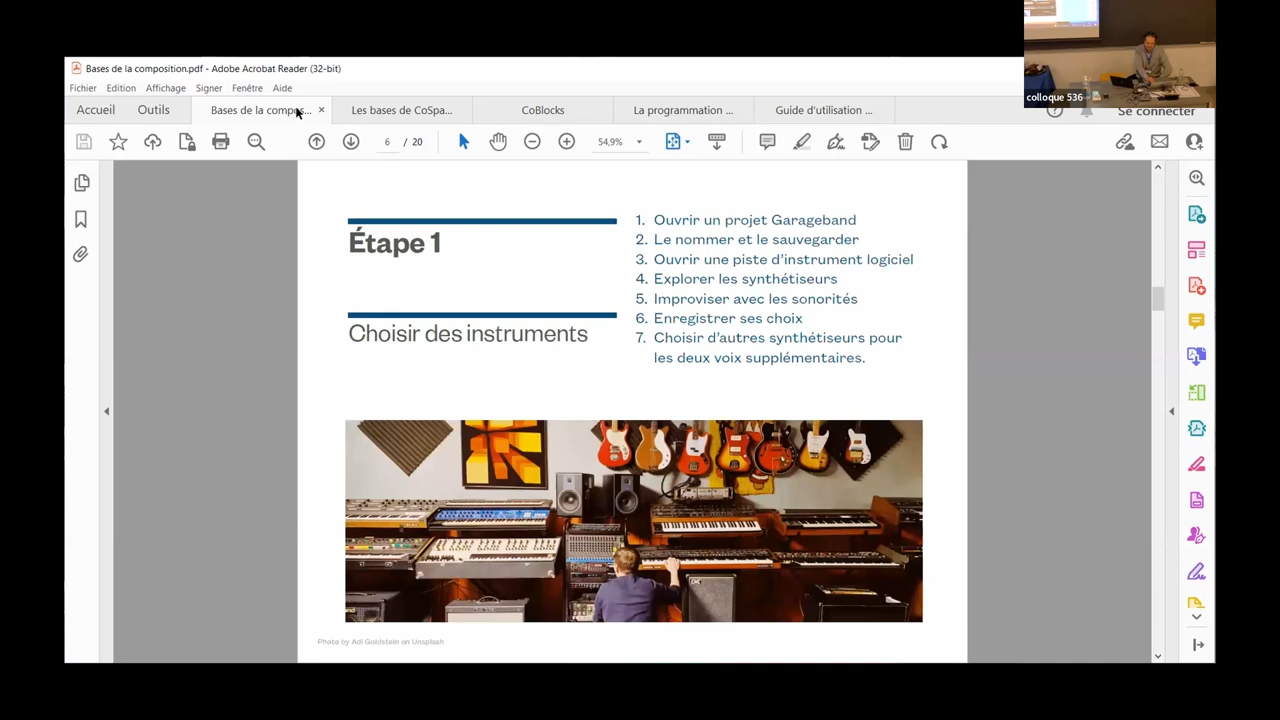 Bases de la composition.pdf - Adobe Acrobat Reader (32-bit)
Fichier Edition Affichage Signer Fenêtre Aide
colloque 536
Accueil Outils Bases de la compos... × Les bases de CoSpa... CoBlocks La programmation ... Guide d'utilisation ... Se connecter
6 / 20 54,9%
Étape 1
Choisir des instruments
1. Ouvrir un projet Garageband
2. Le nommer et le sauvegarder
3. Ouvrir une piste d'instrument logiciel
4. Explorer les synthétiseurs
5. Improviser avec les sonorités
6. Enregistrer ses choix
7. Choisir d'autres synthétiseurs pour
les deux voix supplémentaires.
Photo by Adi Goldstein on Unsplash